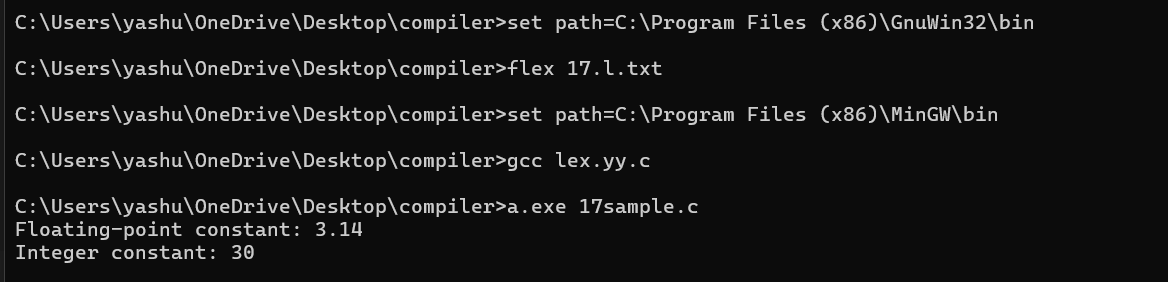 C:\Users\yashu\OneDrive\Desktop\compiler>set path=C:\Program Files (x86)\GnuWin32\bin
C:\Users\yashu\OneDrive\Desktop\compiler>flex 17.l.txt
C:\Users\yashu\OneDrive\Desktop\compiler>set path=C:\Program Files (x86)\MinGW\bin
C:\Users\yashu\OneDrive\Desktop\compiler>gcc lex.yy.c
C:\Users\yashu\OneDrive\Desktop\compiler>a.exe 17sample.c
Floating-point constant: 3.14
Integer constant: 30